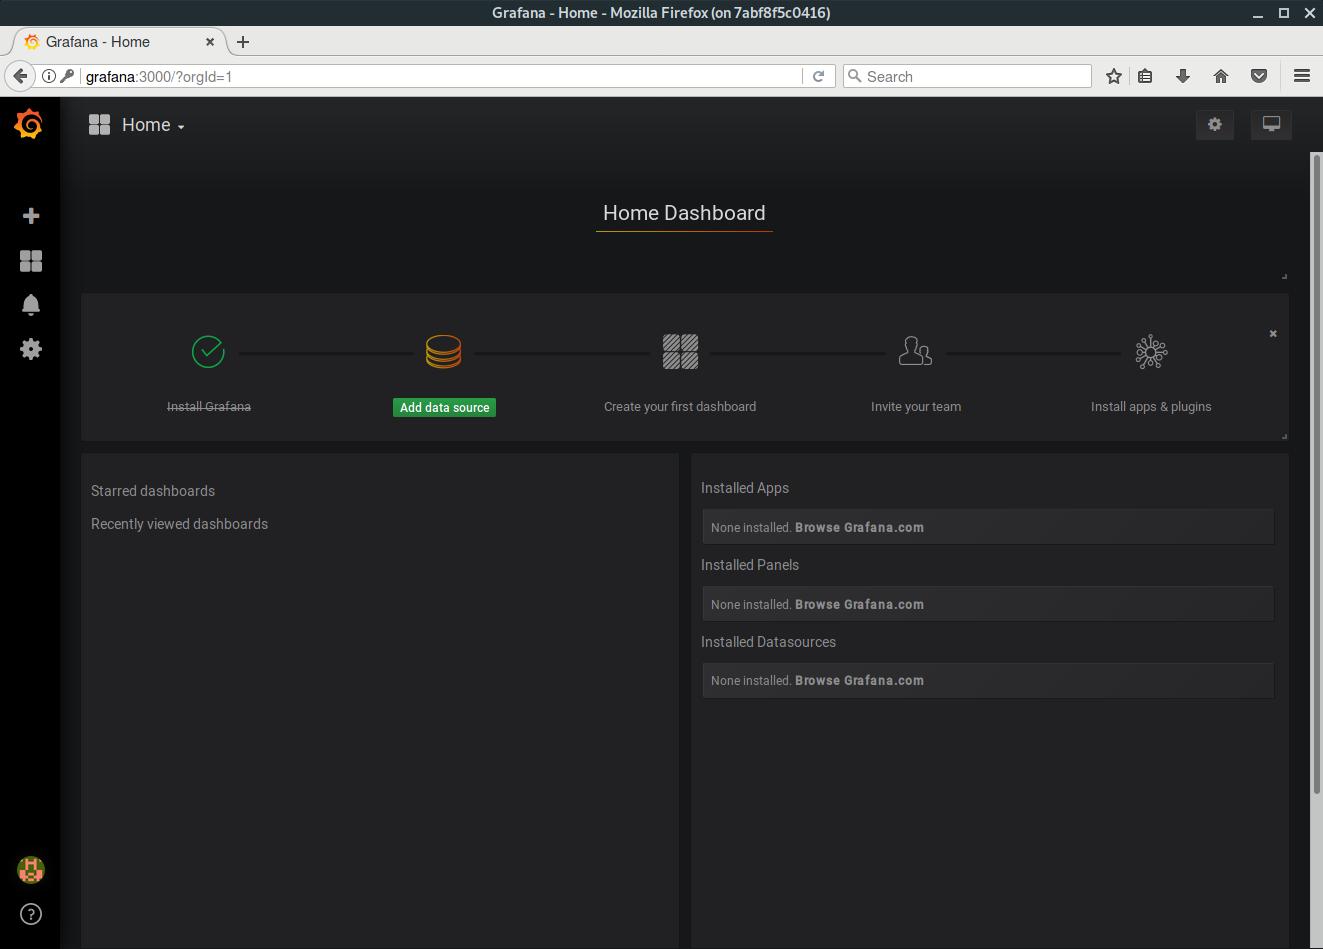 Grafana - Home - Mozilla Firefox (on 7abf8f5c0416)
Grafana - Home
grafana:3000/?orgId=1
Search
Home
Home Dashboard
Install Grafana
Add data source
Create your first dashboard
Invite your team
Install apps & plugins
Starred dashboards
Recently viewed dashboards
Installed Apps
None installed. Browse Grafana.com
Installed Panels
None installed. Browse Grafana.com
Installed Datasources
None installed. Browse Grafana.com